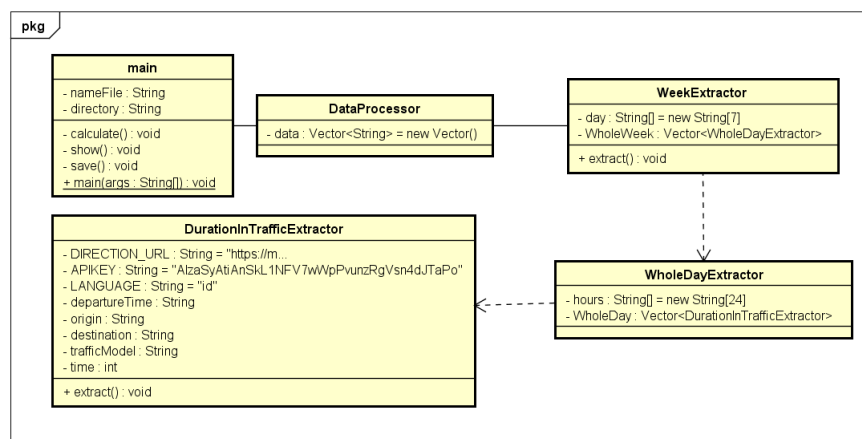 pkg
main
- nameFile : String
- directory : String
- calculate() : void
- show() : void
- save() : void
+ main(args : String[]) : void
DataProcessor
- data : Vector<String> = new Vector()
WeekExtractor
- day : String[] = new String[7]
- WholeWeek : Vector<WholeDayExtractor>
+ extract() : void
DurationInTrafficExtractor
- DIRECTION_URL : String = "https://m...
- APIKEY : String = "AIzaSyAtiAnSkL1NFV7wWpPvunzRgVsn4dJTaPo"
- LANGUAGE : String = "id"
- departureTime : String
- origin : String
- destination : String
- trafficModel : String
- time : int
+ extract() : void
WholeDayExtractor
- hours : String[] = new String[24]
- WholeDay : Vector<DurationInTrafficExtractor>